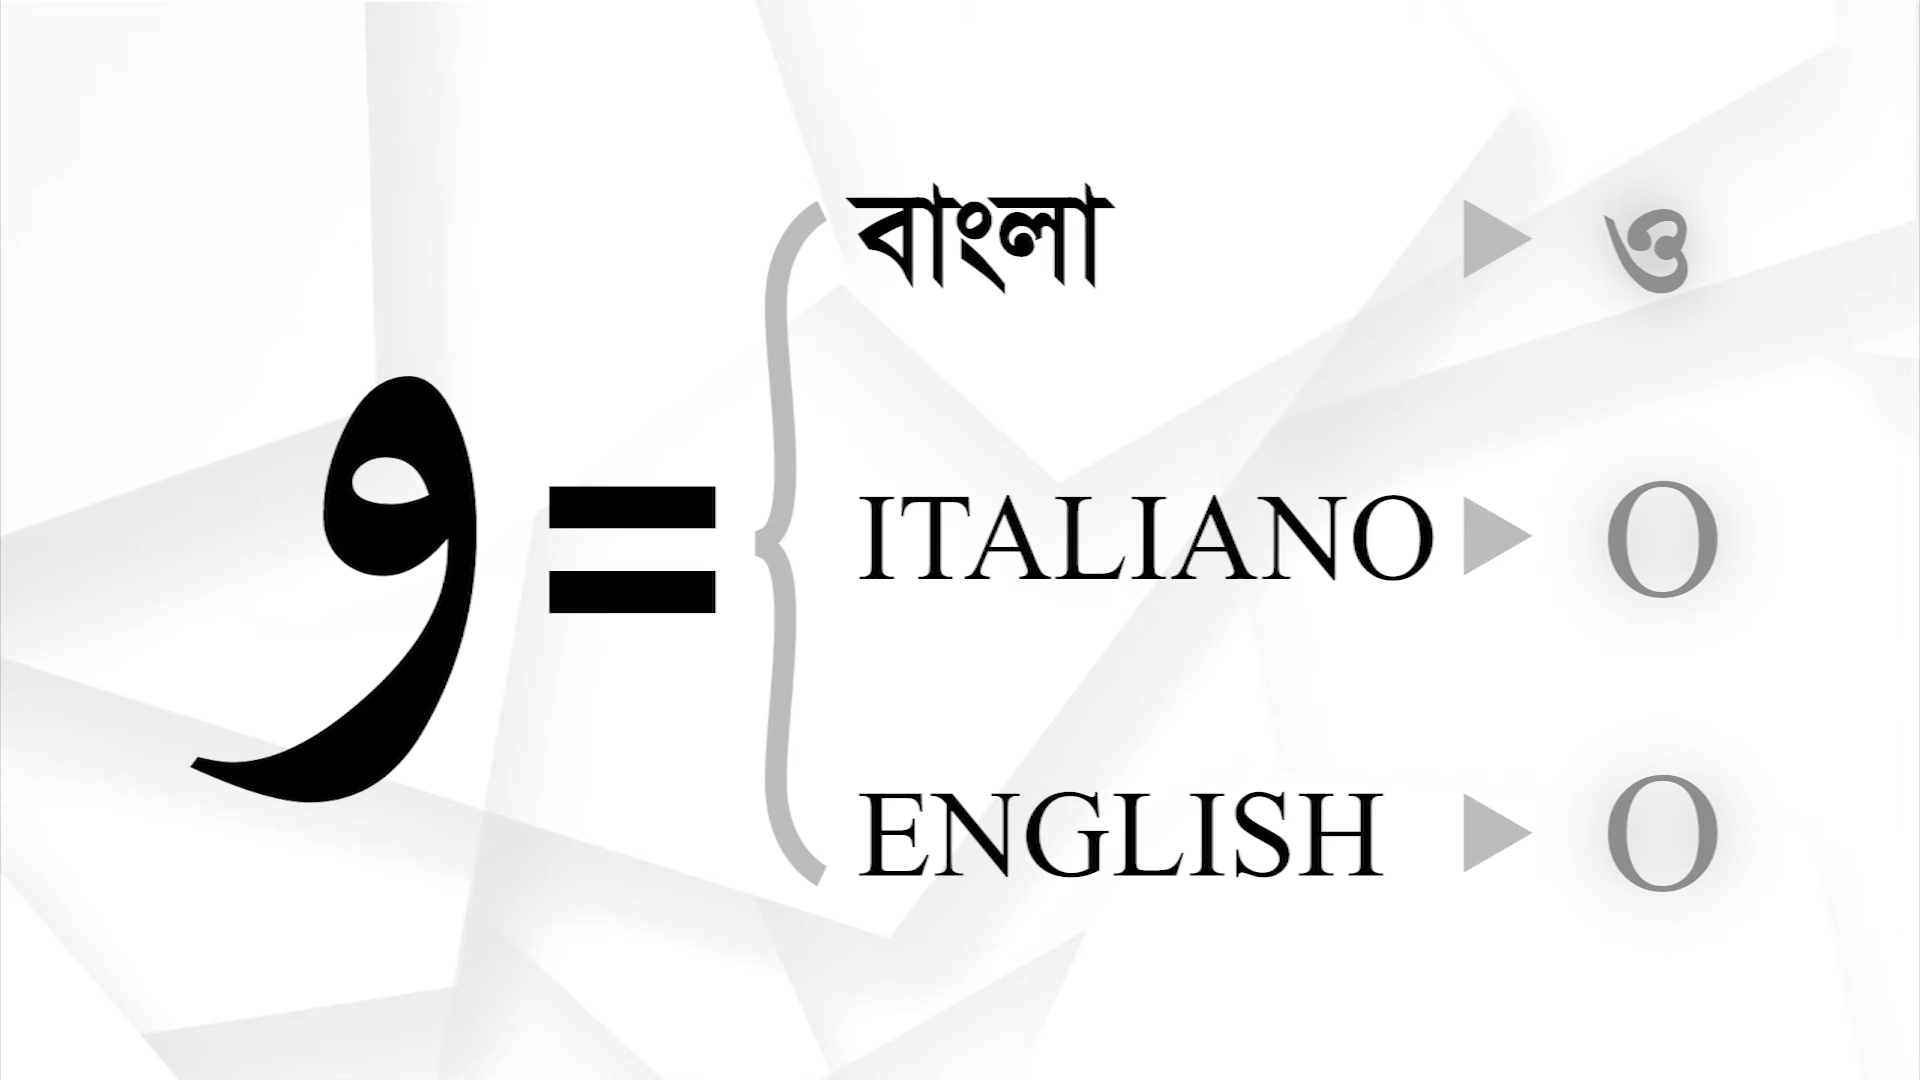 و =
বাংলা ▶ ও
ITALIANO ▶ O
ENGLISH ▶ O